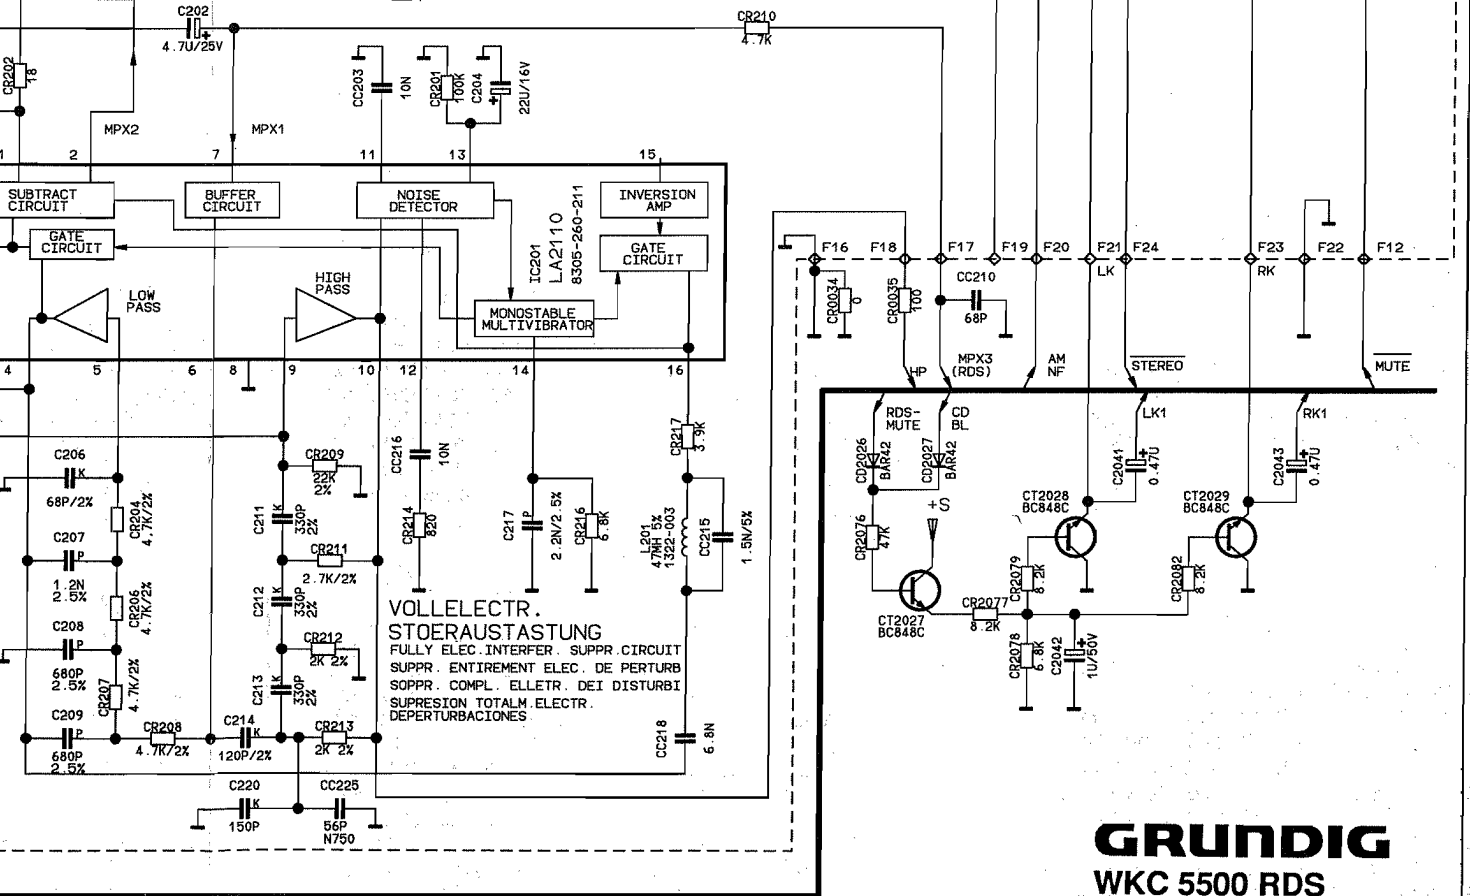 C202
4.7U/25V
CR210
4.7K
CR202
18
CC203
10N
CR201
100K
C204
22U/16V
MPX2
MPX1
2
7
11
13
15
SUBTRACT
CIRCUIT
BUFFER
CIRCUIT
NOISE
DETECTOR
INVERSION
AMP
IC201
LA2110
8305-260-211
GATE
CIRCUIT
GATE
CIRCUIT
LOW
PASS
HIGH
PASS
MONOSTABLE
MULTIVIBRATOR
F16
F18
F17
F19
F20
F21
F24
F23
F22
F12
LK
RK
CR0034
0
CR0035
100
CC210
68P
4
5
6
8
9
10
12
14
16
HP
MPX3
(RDS)
AM
NF
STEREO
MUTE
RDS-
MUTE
CD
BL
LK1
RK1
C206
K
68P/2%
CR204
4.7K/2%
C207
P
1.2N
2.5%
CR206
4.7K/2%
C208
P
680P
2.5%
CR207
4.7K/2%
C209
P
680P
2.5%
CR208
4.7K/2%
C214
K
120P/2%
CR209
22K
2%
C211
K
330P
2%
CR211
2.7K/2%
C212
K
330P
2%
CR212
2K 2%
C213
K
330P
2%
CR213
2K 2%
C220
K
150P
CC225
56P
N750
CC216
10N
CR214
820
C217
P
2.2N/2.5%
CR216
6.8K
CR217
3.9K
L201
47MH 5%
1322-003
CC215
1.5N/5%
CC218
6.8N
VOLLELECTR.
STOERAUSTASTUNG
FULLY ELEC.INTERFER. SUPPR.CIRCUIT
SUPPR. ENTIREMENT ELEC. DE PERTURB
SOPPR. COMPL. ELLETR. DEI DISTURBI
SUPRESION TOTALM.ELECTR.
DEPERTURBACIONES
CD2026
BAR42
CD2027
BAR42
+S
CR2076
47K
CT2027
BC848C
CR2077
8.2K
CR2079
8.2K
CR2078
6.8K
C2042
1U/50V
CT2028
BC848C
C2041
0.47U
CT2029
BC848C
C2043
0.47U
CR2082
8.2K
GRUNDIG
WKC 5500 RDS